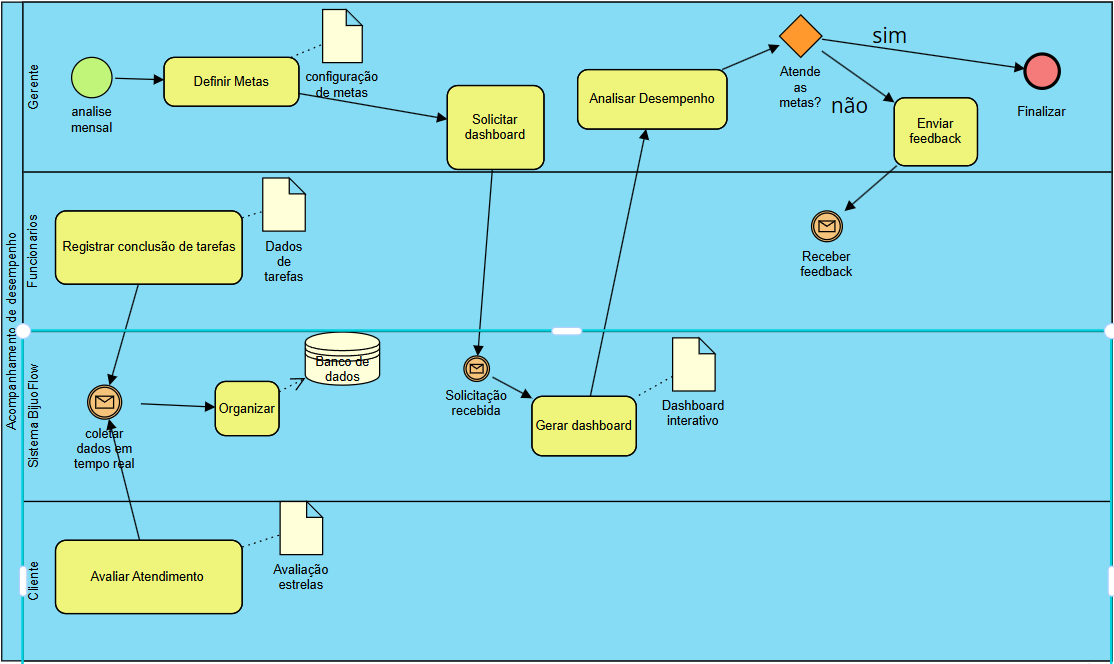 Acompanhamento de desempenho
Gerente
analise
mensal
Definir Metas
configuração
de metas
Solicitar
dashboard
Analisar Desempenho
Atende
as
metas?
sim
não
Enviar
feedback
Finalizar
Funcionarios
Registrar conclusão de tarefas
Dados
de
tarefas
Receber
feedback
Sistema BijuoFlow
coletar
dados em
tempo real
Organizar
Banco de
dados
Solicitação
recebida
Gerar dashboard
Dashboard
interativo
Cliente
Avaliar Atendimento
Avaliação
estrelas